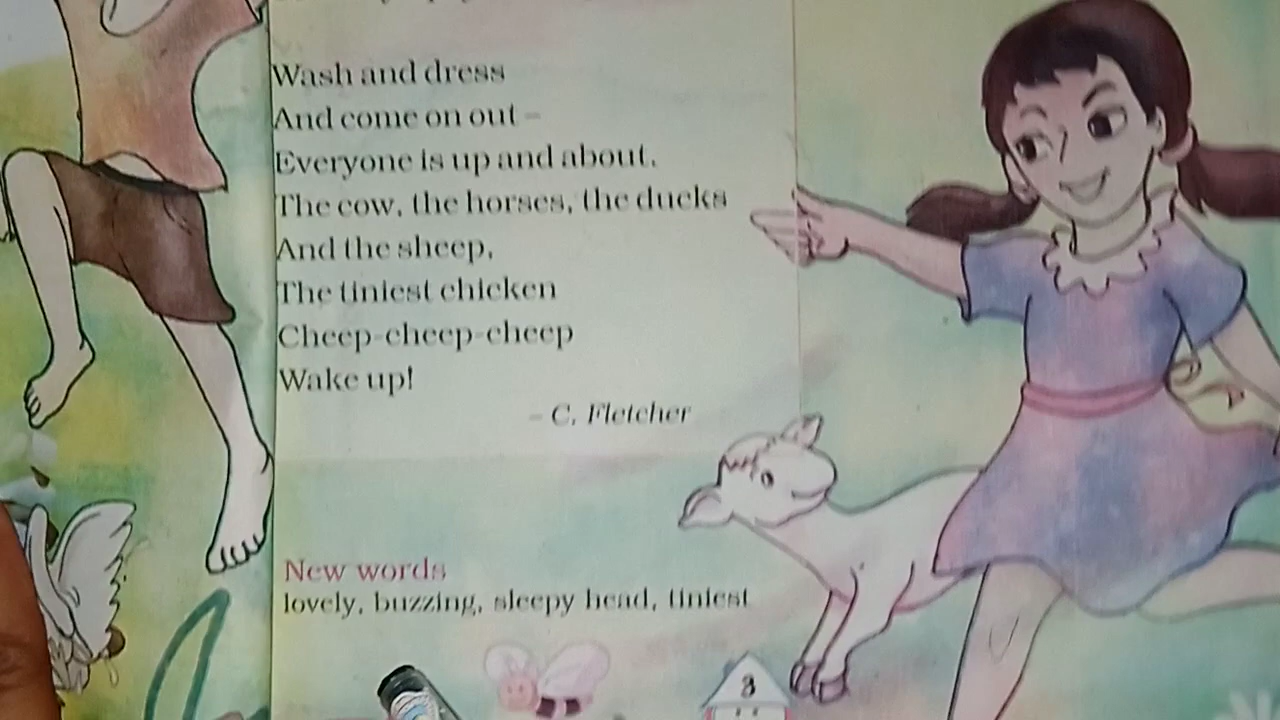 Wash and dress
And come on out –
Everyone is up and about.
The cow, the horses, the ducks
And the sheep,
The tiniest chicken
Cheep-cheep-cheep
Wake up!
– C. Fletcher
New words
lovely, buzzing, sleepy head, tiniest
3